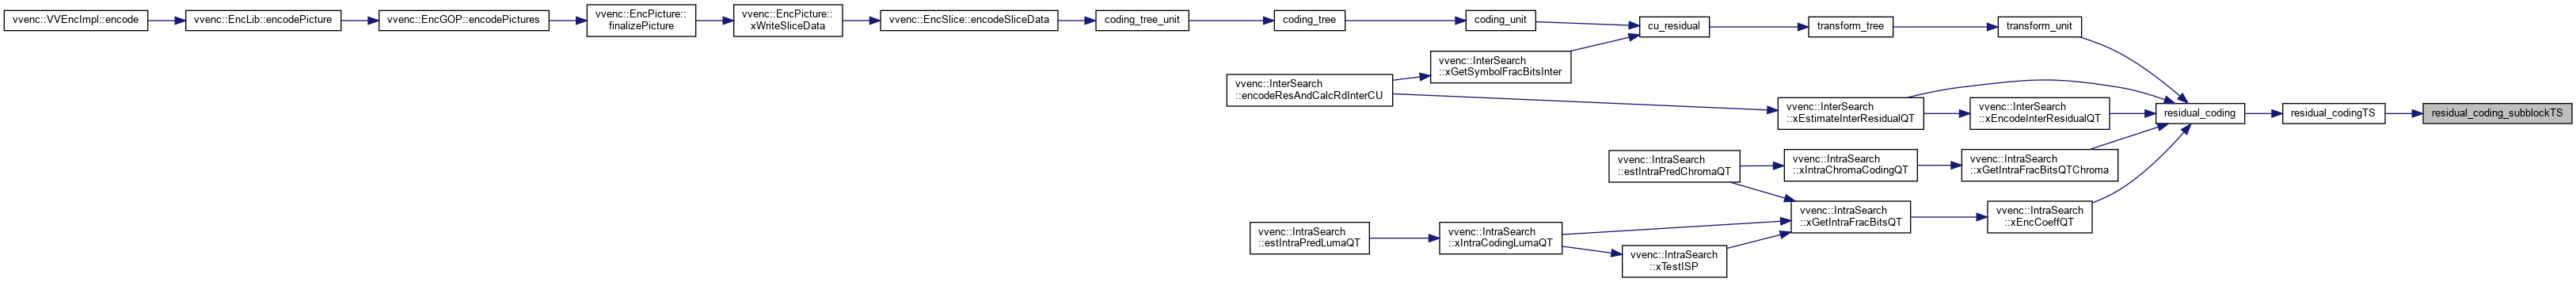 vvenc::VVEncImpl::encode
vvenc::EncLib::encodePicture
vvenc::EncGOP::encodePictures
vvenc::EncPicture::
finalizePicture
vvenc::EncPicture::
xWriteSliceData
vvenc::EncSlice::encodeSliceData
coding_tree_unit
coding_tree
coding_unit
cu_residual
transform_tree
transform_unit
vvenc::InterSearch
::xGetSymbolFracBitsInter
vvenc::InterSearch
::encodeResAndCalcRdInterCU
vvenc::InterSearch
::xEstimateInterResidualQT
vvenc::InterSearch
::xEncodeInterResidualQT
residual_coding
residual_codingTS
residual_coding_subblockTS
vvenc::IntraSearch
::estIntraPredChromaQT
vvenc::IntraSearch
::xIntraChromaCodingQT
vvenc::IntraSearch
::xGetIntraFracBitsQTChroma
vvenc::IntraSearch
::xGetIntraFracBitsQT
vvenc::IntraSearch
::xEncCoeffQT
vvenc::IntraSearch
::estIntraPredLumaQT
vvenc::IntraSearch
::xIntraCodingLumaQT
vvenc::IntraSearch
::xTestISP